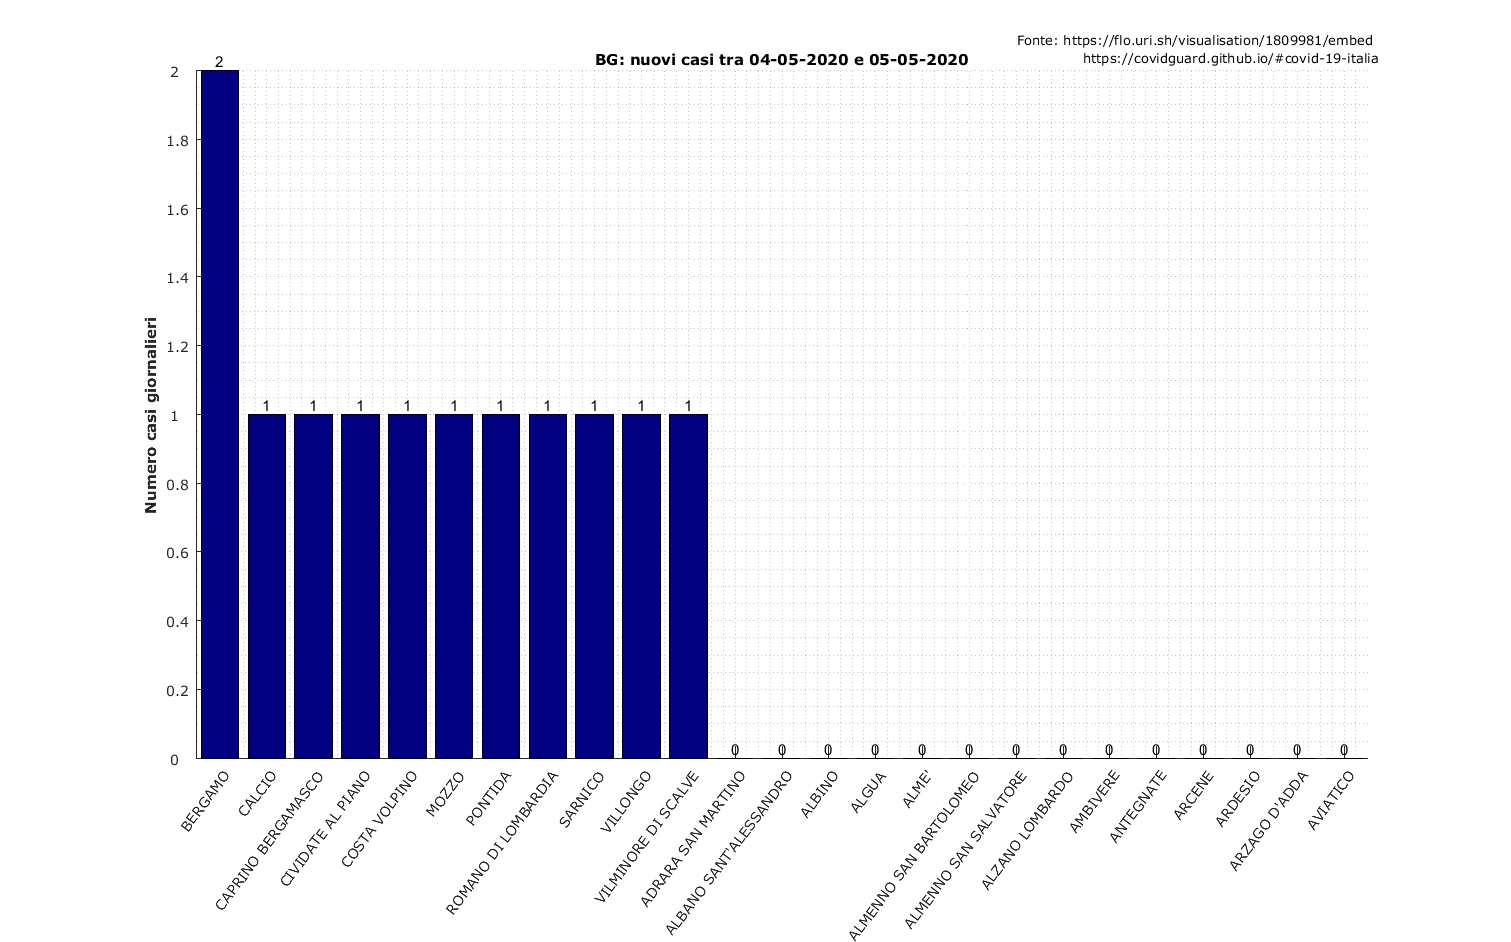 Fonte: https://flo.uri.sh/visualisation/1809981/embed
https://covidguard.github.io/#covid-19-italia
BG: nuovi casi tra 04-05-2020 e 05-05-2020
Numero casi giornalieri
2
1.8
1.6
1.4
1.2
1
0.8
0.6
0.4
0.2
0
2
1
1
1
1
1
1
1
1
1
1
0
0
0
0
0
0
0
0
0
0
0
0
0
0
BERGAMO
CALCIO
CAPRINO BERGAMASCO
CIVIDATE AL PIANO
COSTA VOLPINO
MOZZO
PONTIDA
ROMANO DI LOMBARDIA
SARNICO
VILLONGO
VILMINORE DI SCALVE
ADRARA SAN MARTINO
ALBANO SANT'ALESSANDRO
ALBINO
ALGUA
ALME'
ALMENNO SAN BARTOLOMEO
ALMENNO SAN SALVATORE
ALZANO LOMBARDO
AMBIVERE
ANTEGNATE
ARCENE
ARDESIO
ARZAGO D'ADDA
AVIATICO